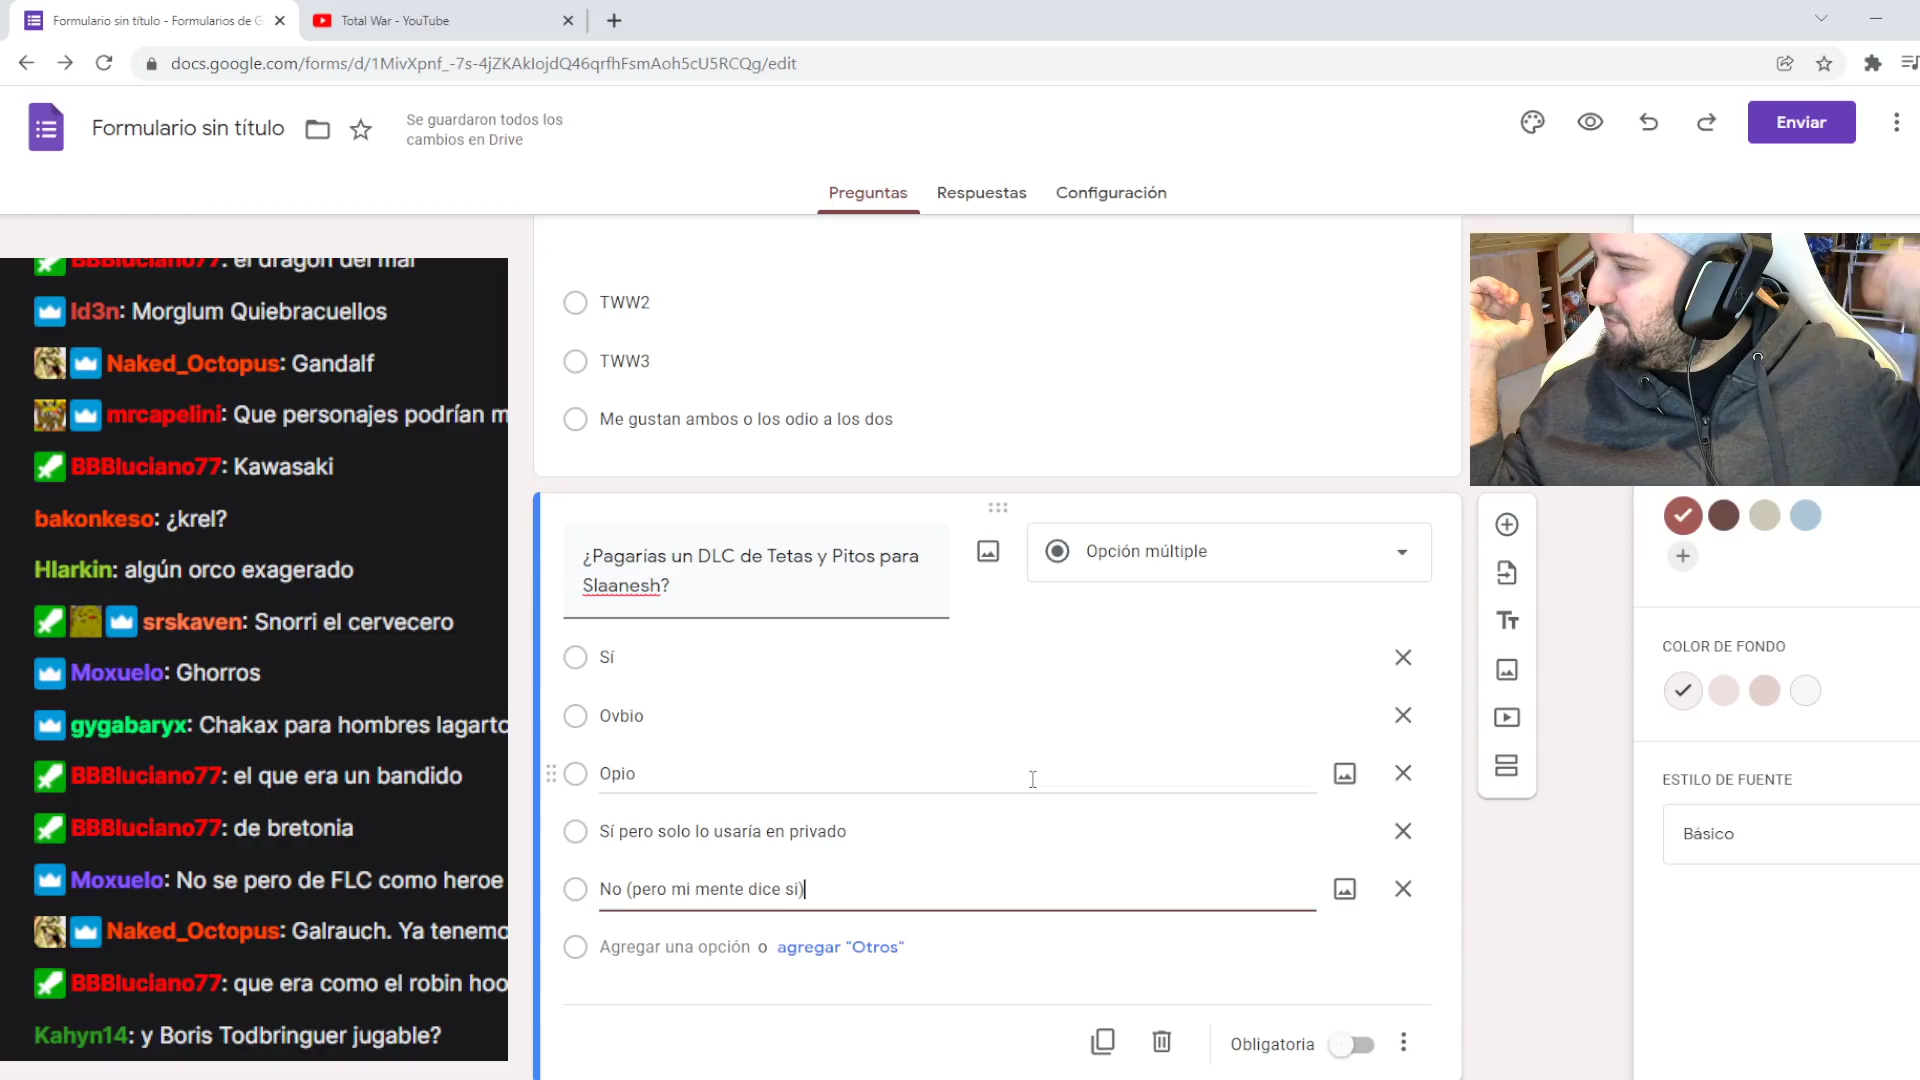 Formulario sin título - Formularios de G
Total War - YouTube
docs.google.com/forms/d/1MivXpnf_-7s-4jZKAkIojdQ46qrfhFsmAoh5cU5RCQg/edit
Formulario sin título
Se guardaron todos los
cambios en Drive
Enviar
Preguntas
Respuestas
Configuración
BBBluciano77: el dragon del mal
Id3n: Morglum Quiebracuellos
Naked_Octopus: Gandalf
mrcapelini: Que personajes podrían m
BBBluciano77: Kawasaki
bakonkeso: ¿krel?
Hlarkin: algún orco exagerado
srskaven: Snorri el cervecero
Moxuelo: Ghorros
gygabaryx: Chakax para hombres lagarto
BBBluciano77: el que era un bandido
BBBluciano77: de bretonia
Moxuelo: No se pero de FLC como heroe
Naked_Octopus: Galrauch. Ya tenemo
BBBluciano77: que era como el robin hoo
Kahyn14: y Boris Todbringuer jugable?
TWW2
TWW3
Me gustan ambos o los odio a los dos
¿Pagarías un DLC de Tetas y Pitos para
Slaanesh?
Opción múltiple
Sí
Ovbio
Opio
Sí pero solo lo usaría en privado
No (pero mi mente dice si)
Agregar una opción o agregar "Otros"
Obligatoria
COLOR DE FONDO
ESTILO DE FUENTE
Básico